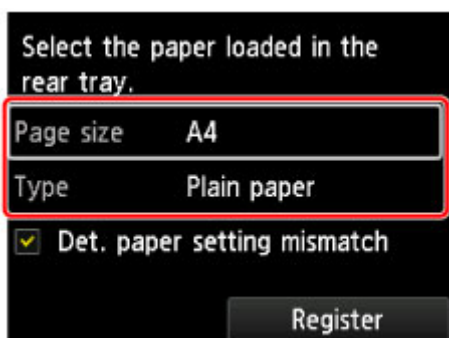 Select the paper loaded in the
rear tray.
Page size A4
Type Plain paper
Det. paper setting mismatch
Register